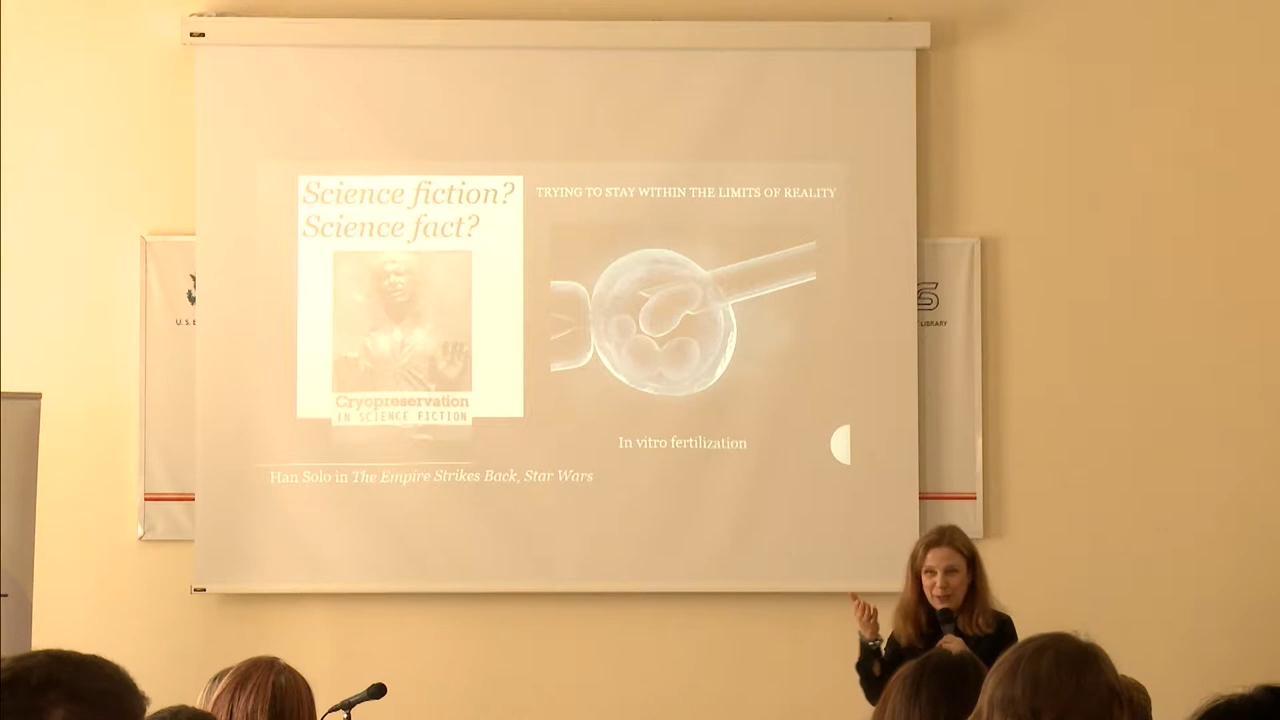 Science fiction?
Science fact?
Cryopreservation
IN SCIENCE FICTION
Han Solo in The Empire Strikes Back, Star Wars
TRYING TO STAY WITHIN THE LIMITS OF REALITY
In vitro fertilization
U. S. E
LIBRARY